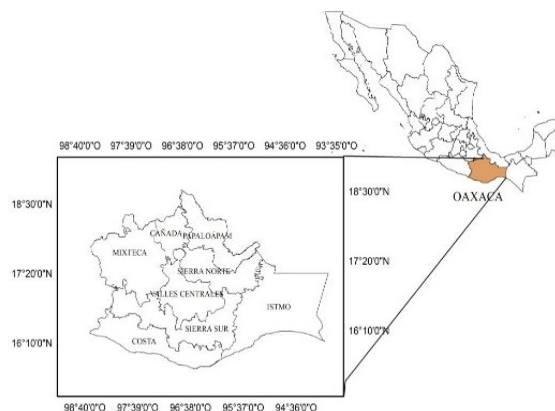 98°40'0"O 97°39'0"O 96°38'0"O 95°37'0"O 94°36'0"O 93°35'0"O
OAXACA
18°30'0"N
18°30'0"N
CAÑADA
PAPALOAPAM
MIXTECA
SIERRA NORTE
17°20'0"N
17°20'0"N
VALLES CENTRALES
ISTMO
SIERRA SUR
COSTA
16°10'0"N
16°10'0"N
98°40'0"O 97°39'0"O 96°38'0"O 95°37'0"O 94°36'0"O